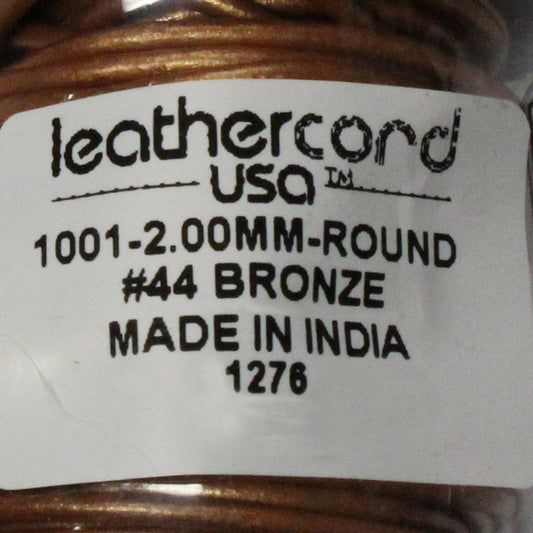 leathercord
usa™
1001-2.00MM-ROUND
#44 BRONZE
MADE IN INDIA
1276